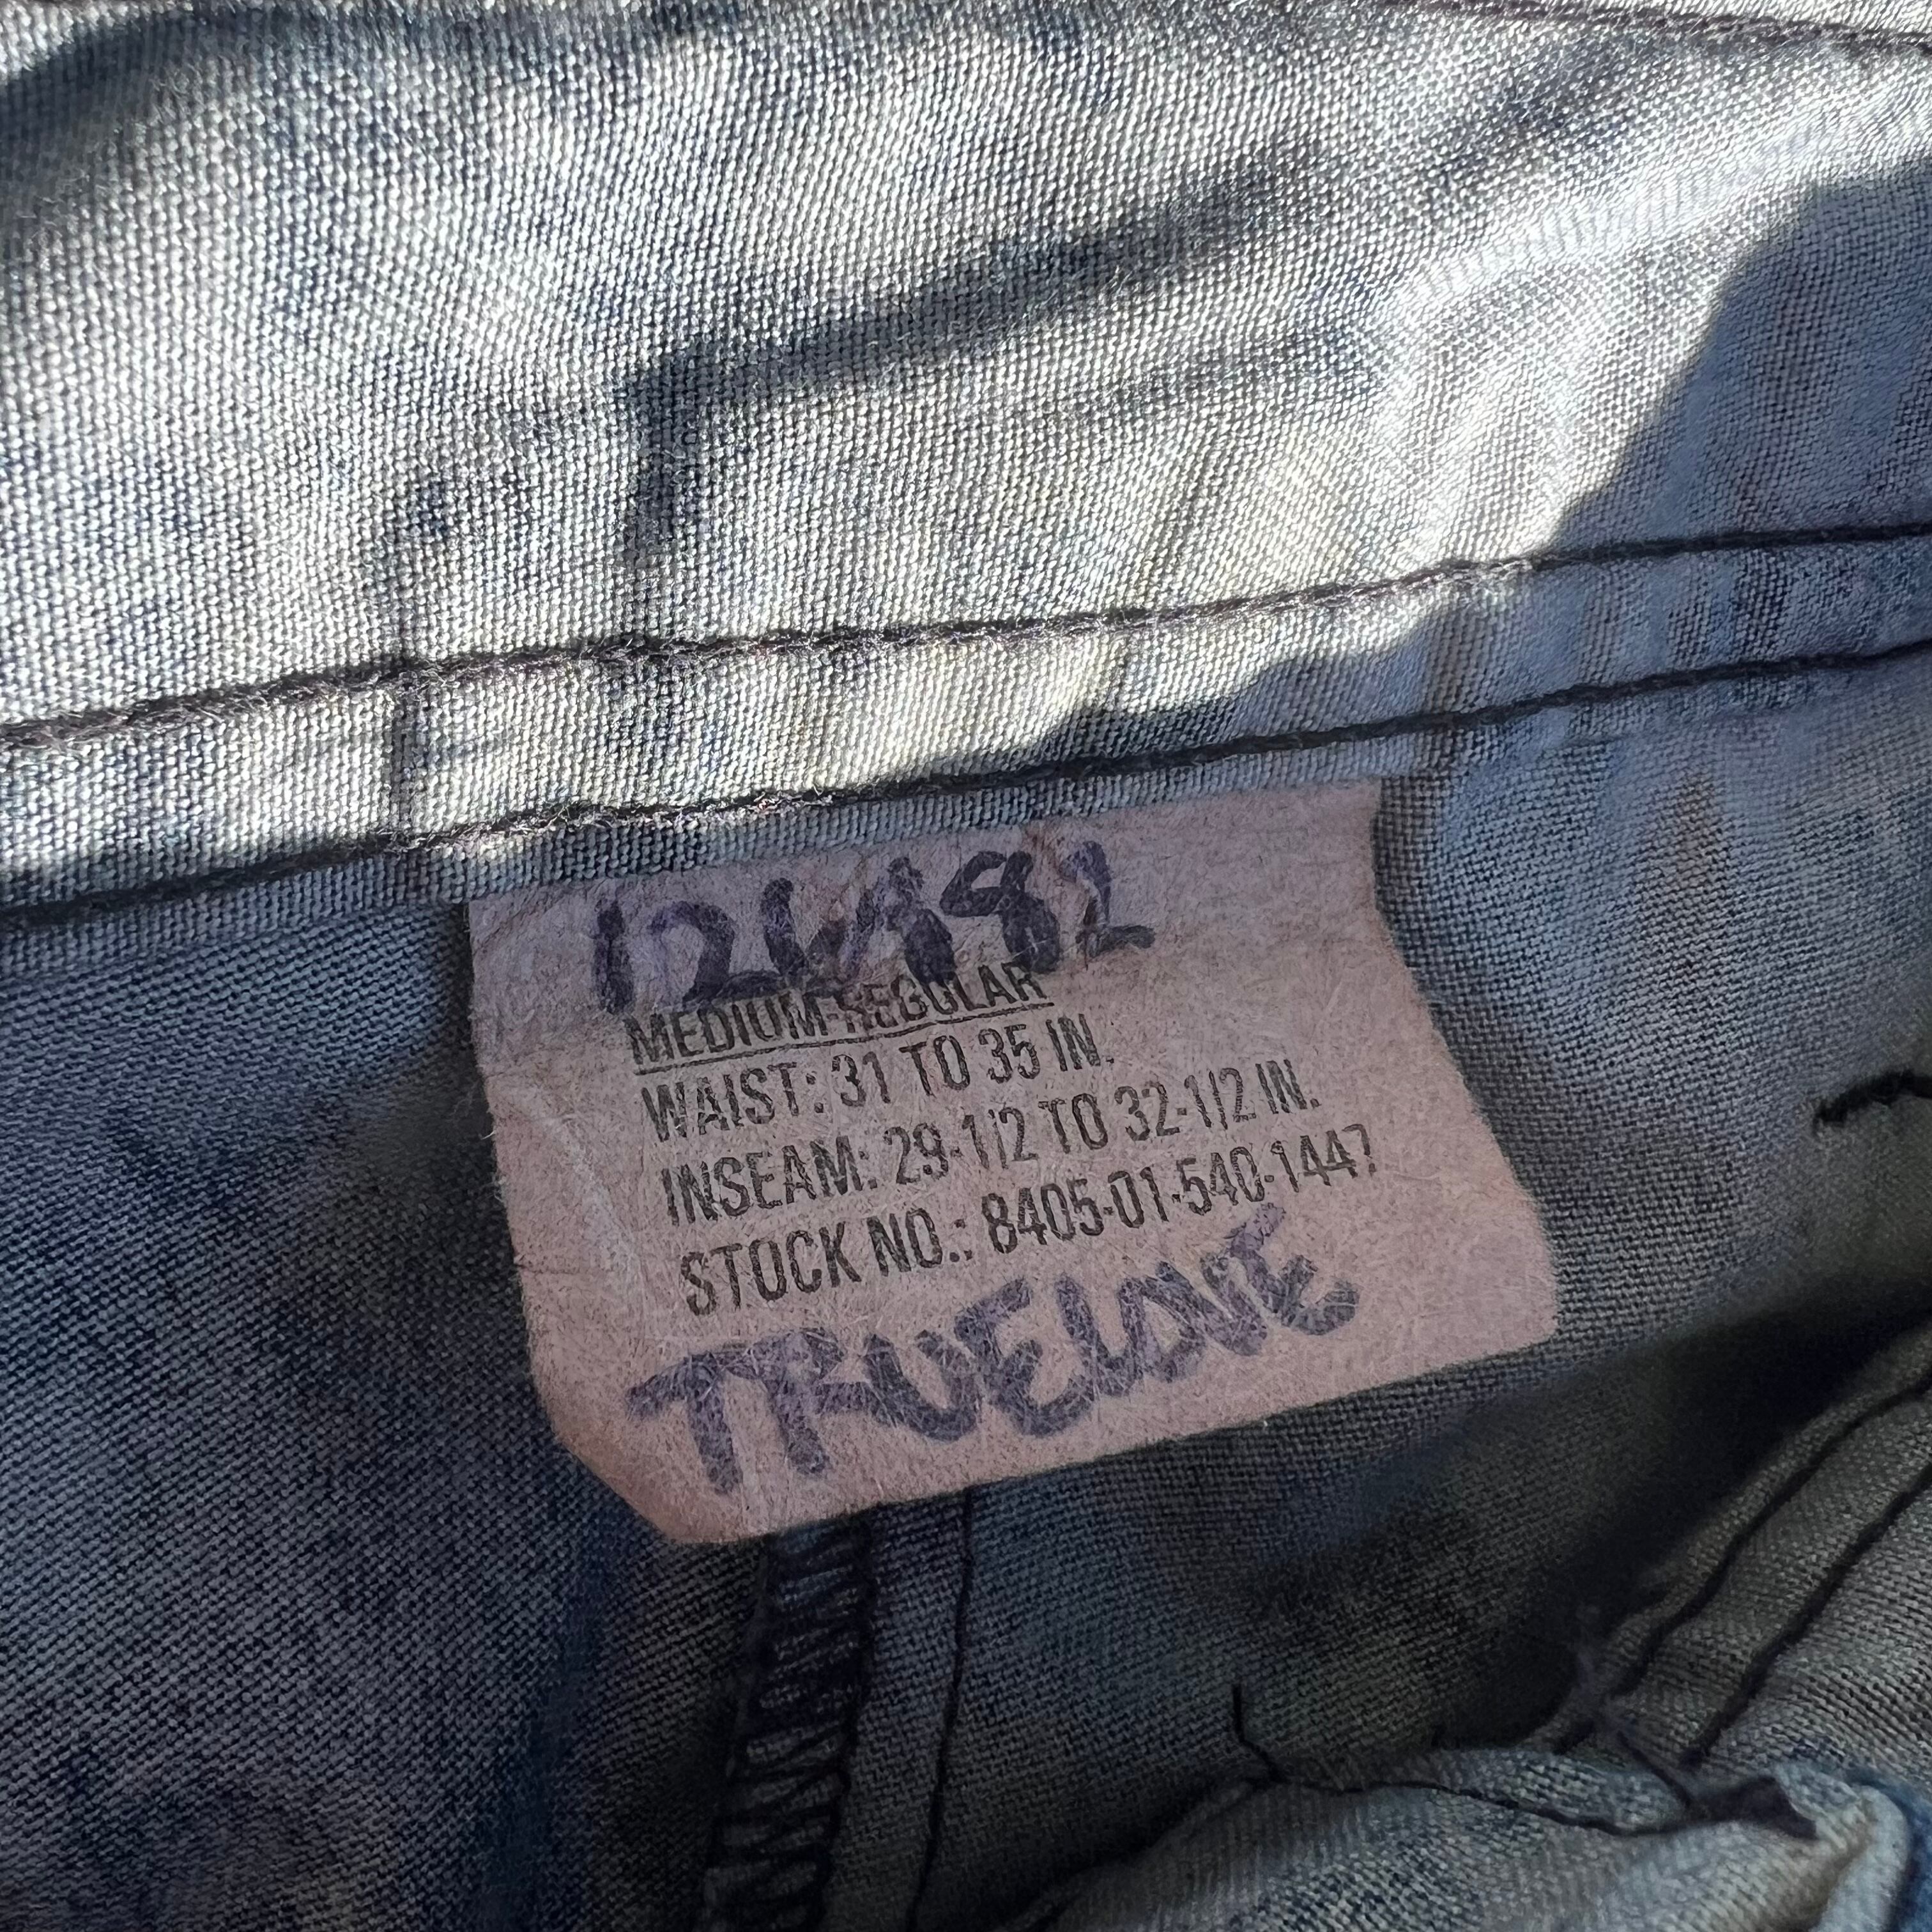 MEDIUM-REGULAR
WAIST: 31 TO 35 IN.
INSEAM: 29-1/2 TO 32-1/2 IN.
STOCK NO.: 8405-01-540-1447
TRUELOVE